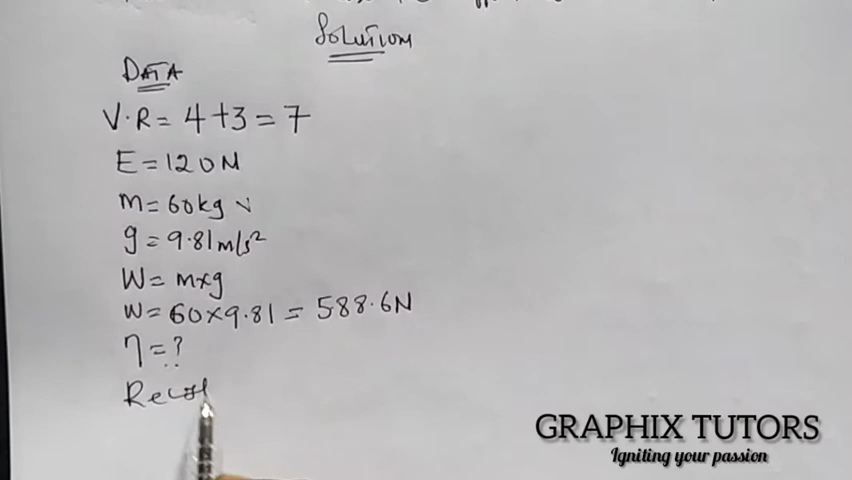 Solution
DATA
V.R = 4+3 = 7
E = 120N
m = 60kg
g = 9.81m/s²
W = mxg
W = 60×9.81 = 588.6N
η = ?
GRAPHIX TUTORS
Igniting your passion